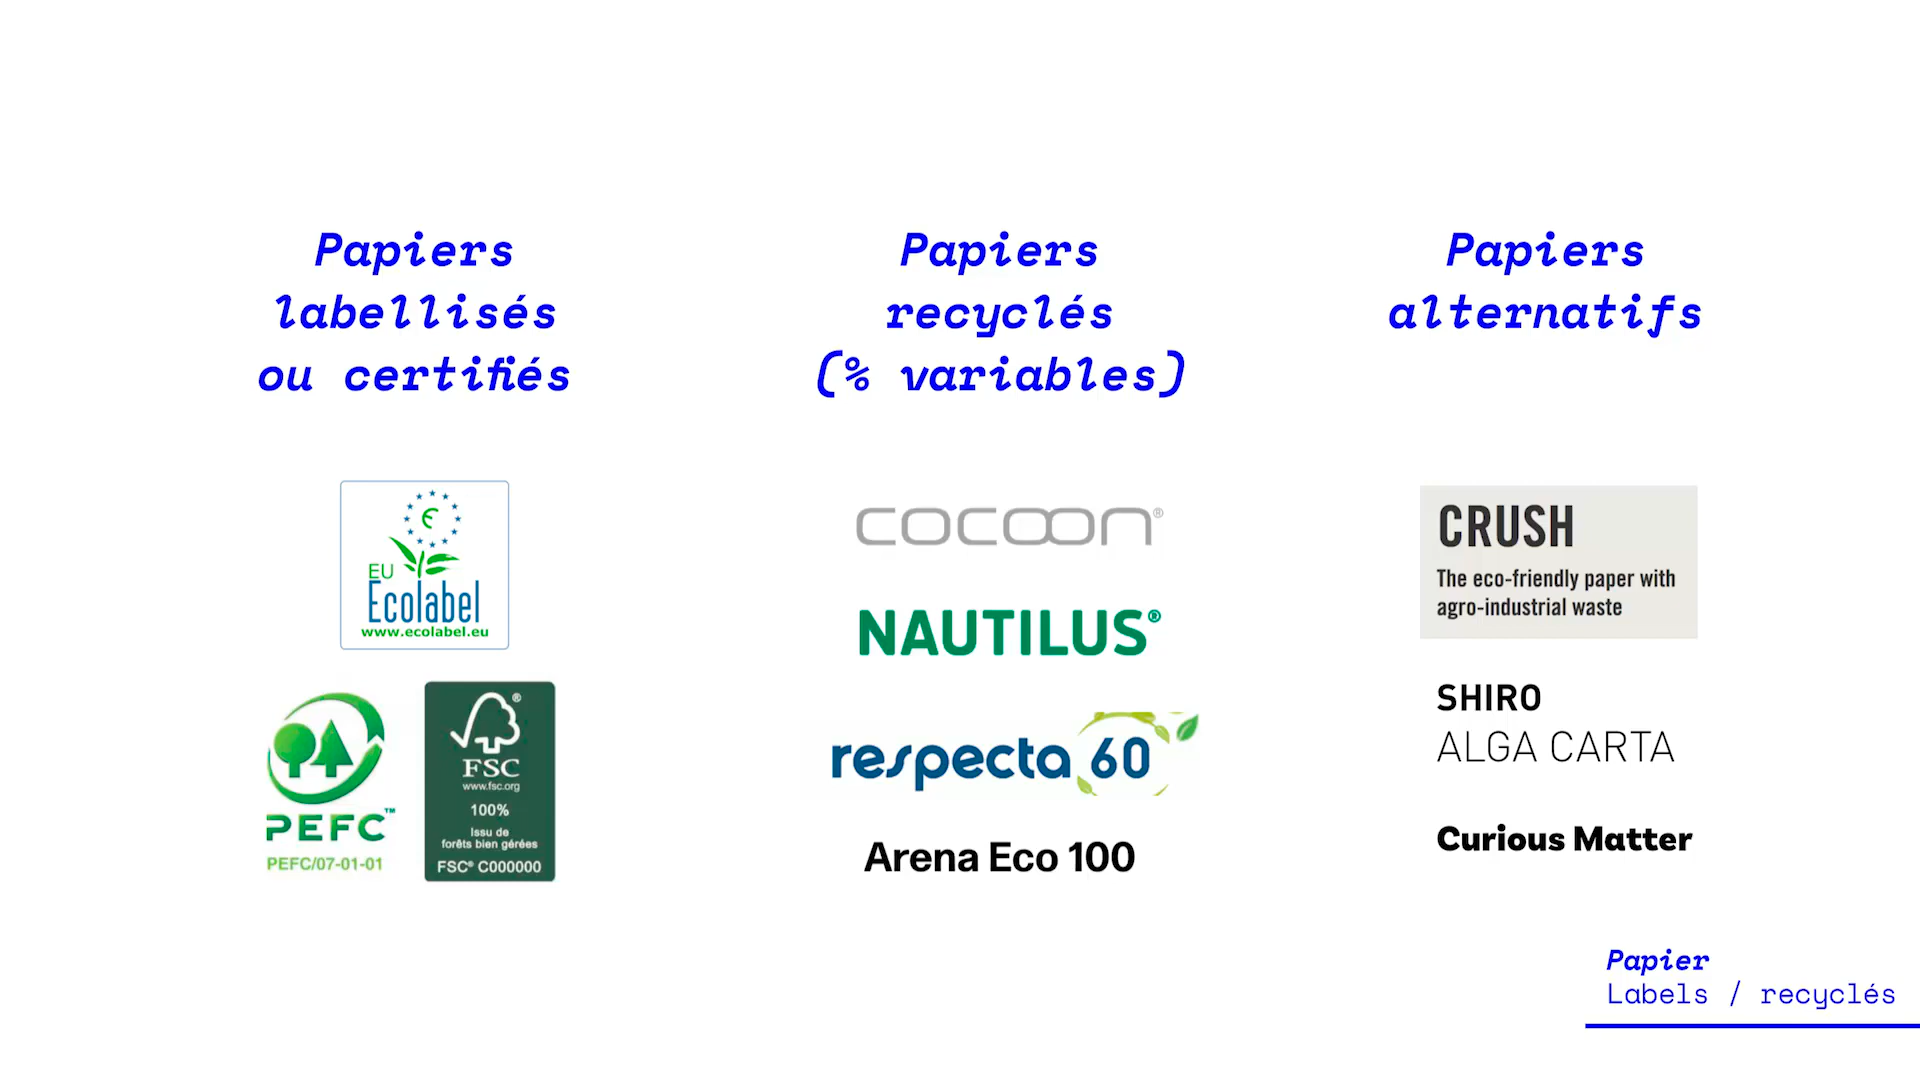 Papiers
labellisés
ou certifiés
EU
Ecolabel
www.ecolabel.eu
PEFC™
PEFC/07-01-01
FSC®
www.fsc.org
100%
Issu de
forêts bien gérées
FSC® C000000
Papiers
recyclés
(% variables)
cocoon®
NAUTILUS®
respecta 60
Arena Eco 100
Papiers
alternatifs
CRUSH
The eco-friendly paper with
agro-industrial waste
SHIRO
ALGA CARTA
Curious Matter
Papier
Labels / recyclés